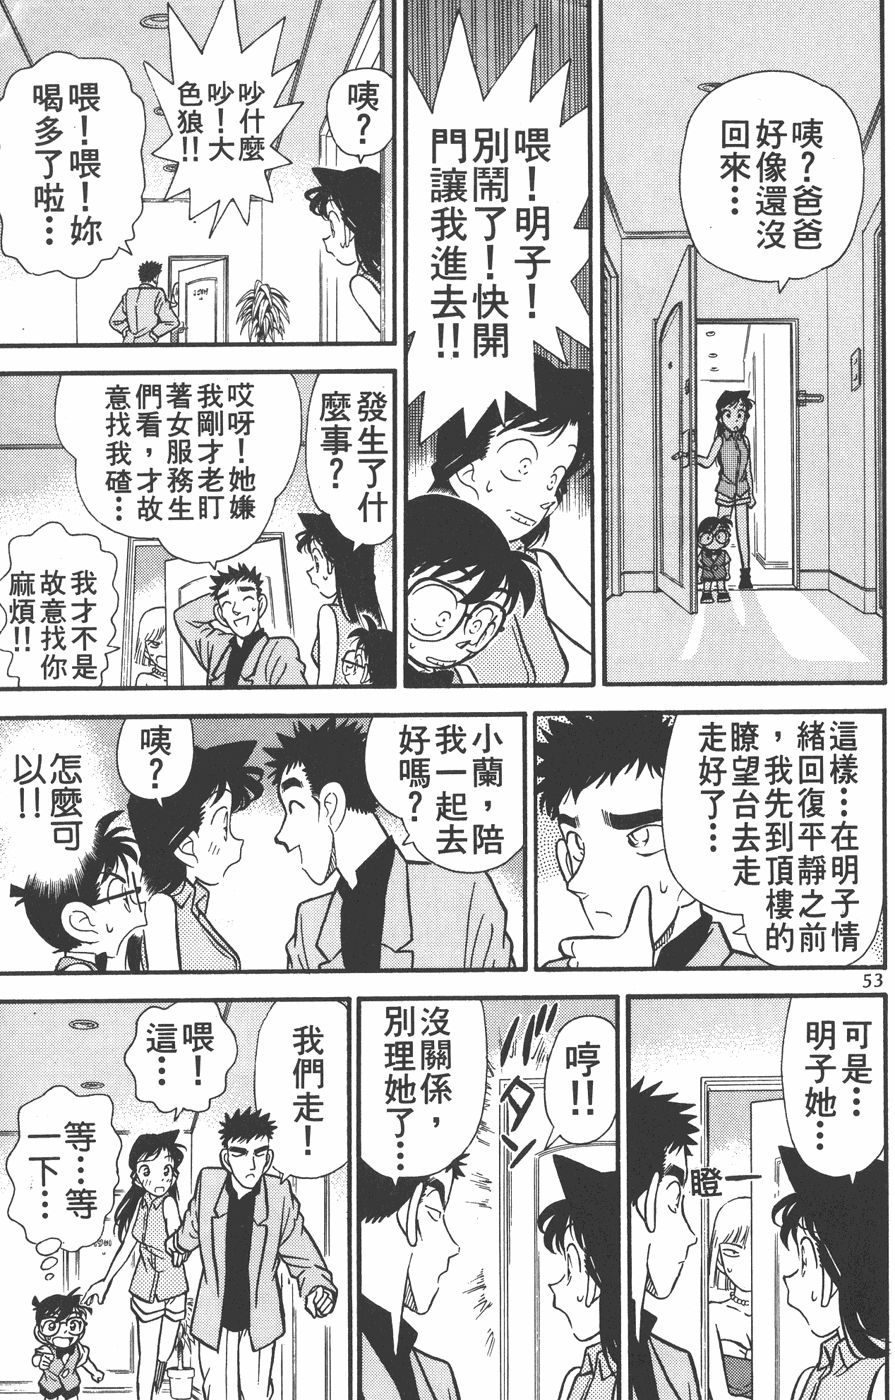 咦?爸爸
好像還沒
回來…
喂!明子!
別鬧了!快開
門讓我進去!!
咦?
吵什麼
吵!大
色狼!!
喂!喂!妳
喝多了啦…
發生了什
麼事?
哎呀!她嫌
我剛才老盯
著女服務生
們看,才故
意找我碴…
我才不是
故意找你
麻煩!!
這樣…在明子情
緒回復平靜之前
,我先到頂樓的
瞭望台去走
走好了…
小蘭,陪
我一起去
好嗎?
咦?
怎麼可
以!!
53
可是…
明子她…
瞪一
哼!!
バタン
沒關係,
別理她了…
我們走!
喂!
這…
等…等
一下…